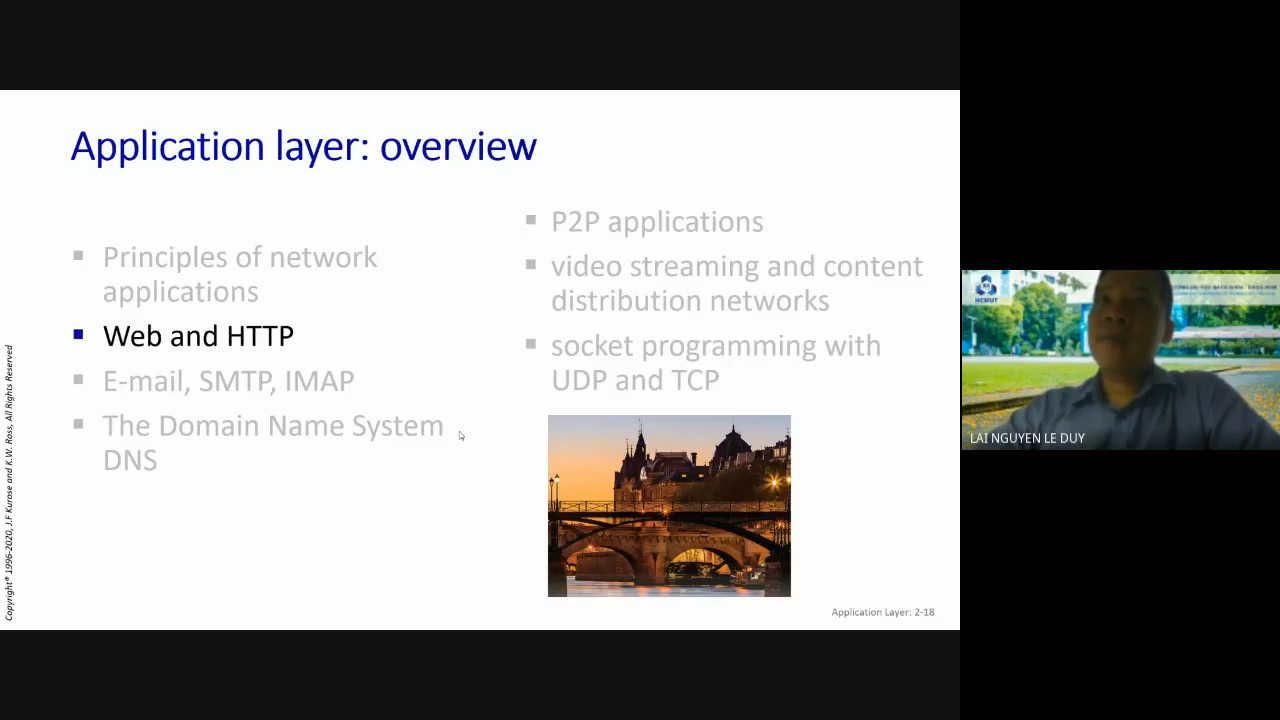 Application layer: overview
Principles of network
applications
Web and HTTP
E-mail, SMTP, IMAP
The Domain Name System
DNS
P2P applications
video streaming and content
distribution networks
socket programming with
UDP and TCP
Copyright® 1996-2020, J.F Kurose and K.W. Ross, All Rights Reserved
Application Layer: 2-18
HCMUT
LAI NGUYEN LE DUY